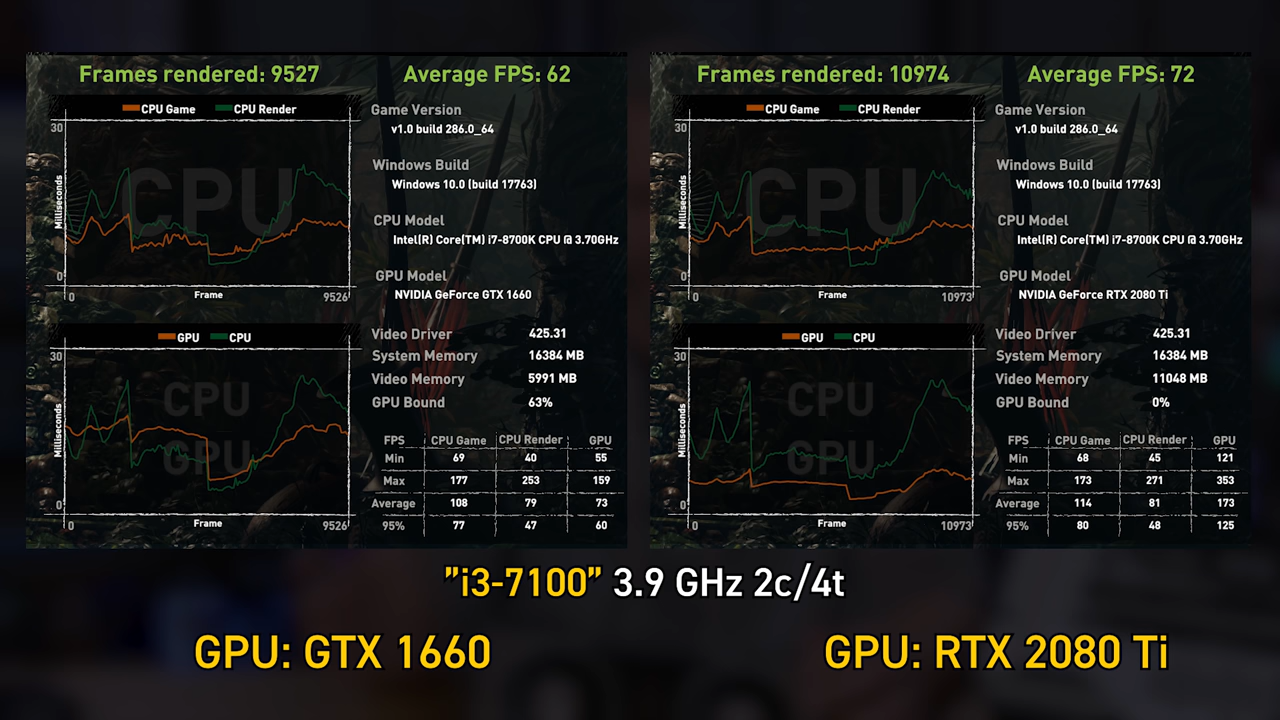 Frames rendered: 9527
Average FPS: 62
CPU Game CPU Render
30
CPU
Milliseconds
0
0 Frame 9526
GPU CPU
30
CPU
GPU
Milliseconds
0
0 Frame 9526
Game Version
v1.0 build 286.0_64
Windows Build
Windows 10.0 (build 17763)
CPU Model
Intel(R) Core(TM) i7-8700K CPU @ 3.70GHz
GPU Model
NVIDIA GeForce GTX 1660
Video Driver 425.31
System Memory 16384 MB
Video Memory 5991 MB
GPU Bound 63%
FPS CPU Game CPU Render GPU
Min 69 40 55
Max 177 253 159
Average 108 79 73
95% 77 47 60
Frames rendered: 10974
Average FPS: 72
CPU Game CPU Render
30
CPU
Milliseconds
0
0 Frame 10973
GPU CPU
30
CPU
GPU
Milliseconds
0
0 Frame 10973
Game Version
v1.0 build 286.0_64
Windows Build
Windows 10.0 (build 17763)
CPU Model
Intel(R) Core(TM) i7-8700K CPU @ 3.70GHz
GPU Model
NVIDIA GeForce RTX 2080 Ti
Video Driver 425.31
System Memory 16384 MB
Video Memory 11048 MB
GPU Bound 0%
FPS CPU Game CPU Render GPU
Min 68 45 121
Max 173 271 353
Average 114 81 173
95% 80 48 125
"i3-7100" 3.9 GHz 2c/4t
GPU: GTX 1660
GPU: RTX 2080 Ti